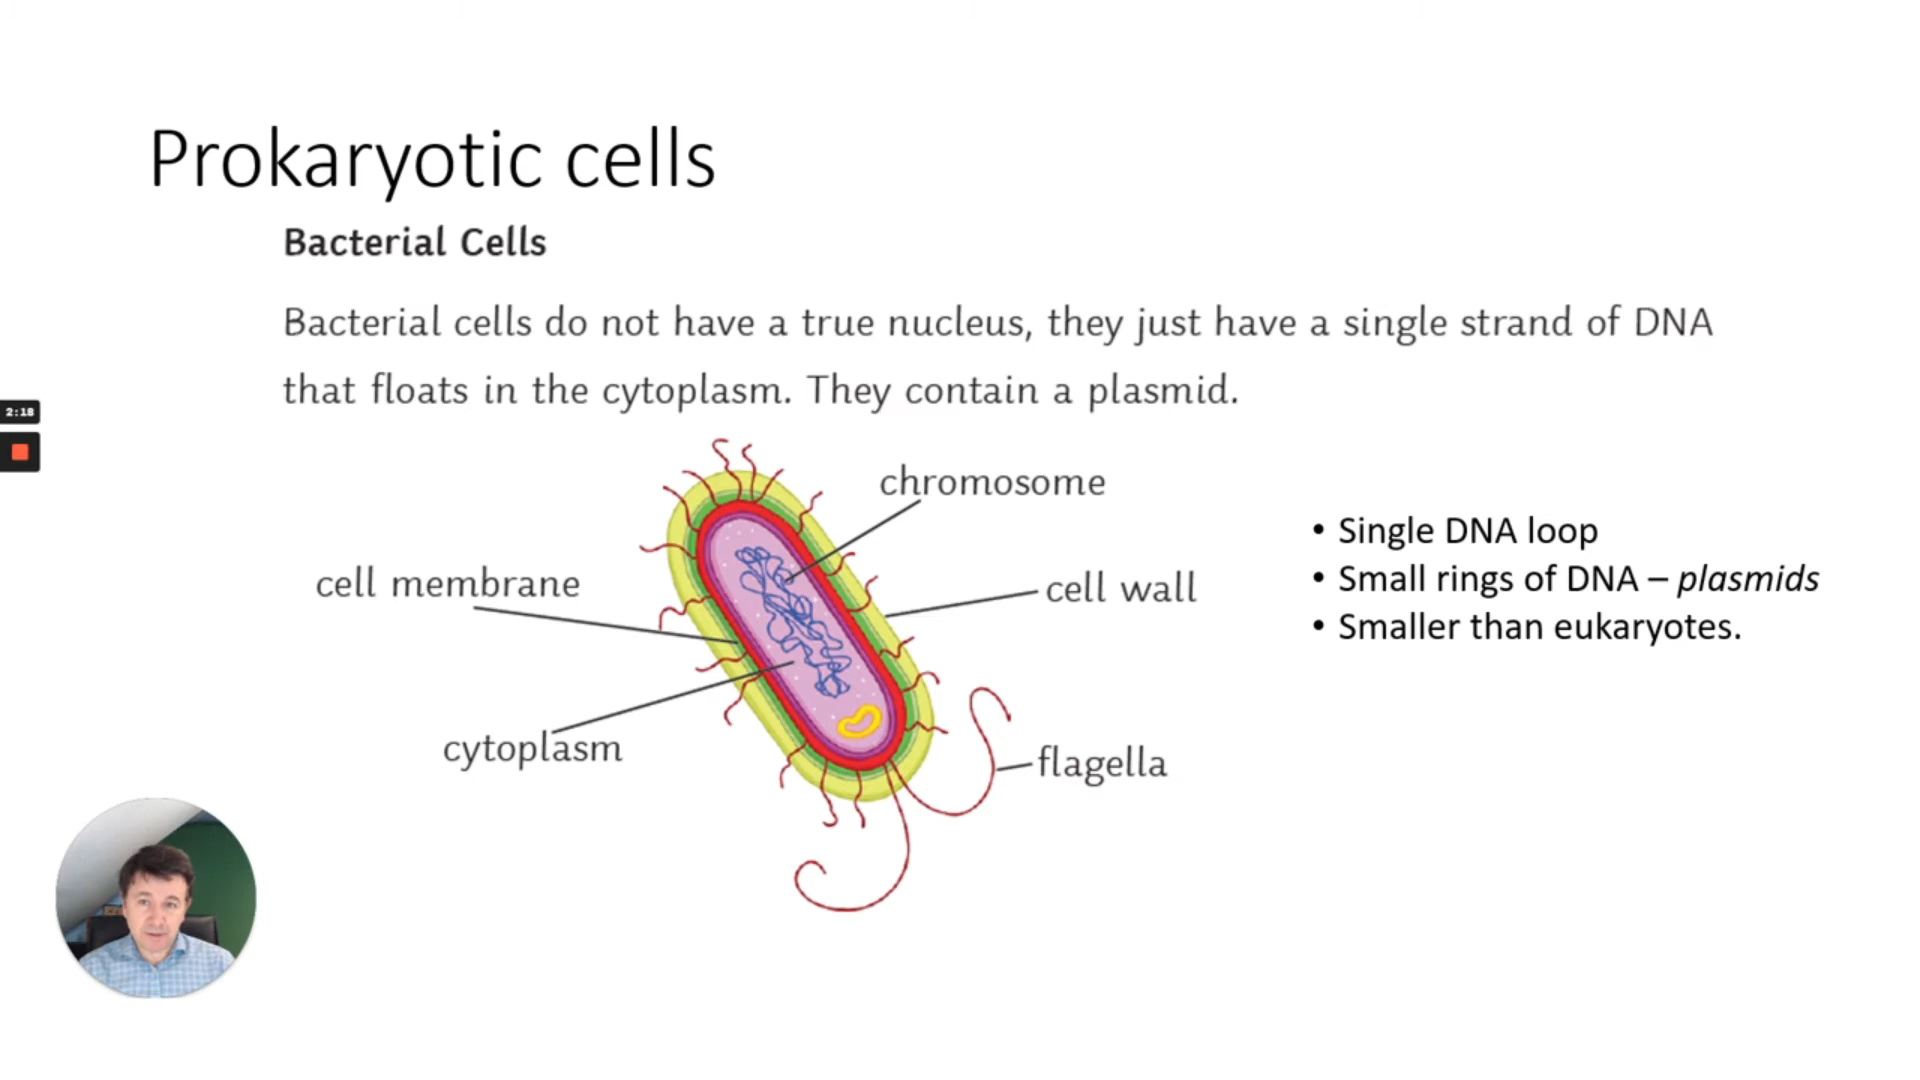 Prokaryotic cells
Bacterial Cells
Bacterial cells do not have a true nucleus, they just have a single strand of DNA
that floats in the cytoplasm. They contain a plasmid.
2:18
chromosome
cell membrane
cell wall
cytoplasm
flagella
• Single DNA loop
• Small rings of DNA – plasmids
• Smaller than eukaryotes.